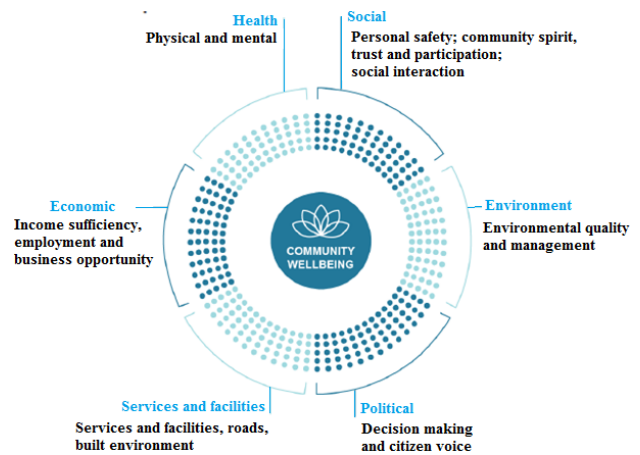 Health
Physical and mental
Social
Personal safety; community spirit,
trust and participation;
social interaction
Economic
Income sufficiency,
employment and
business opportunity
COMMUNITY
WELLBEING
Environment
Environmental quality
and management
Services and facilities
Services and facilities, roads,
built environment
Political
Decision making
and citizen voice